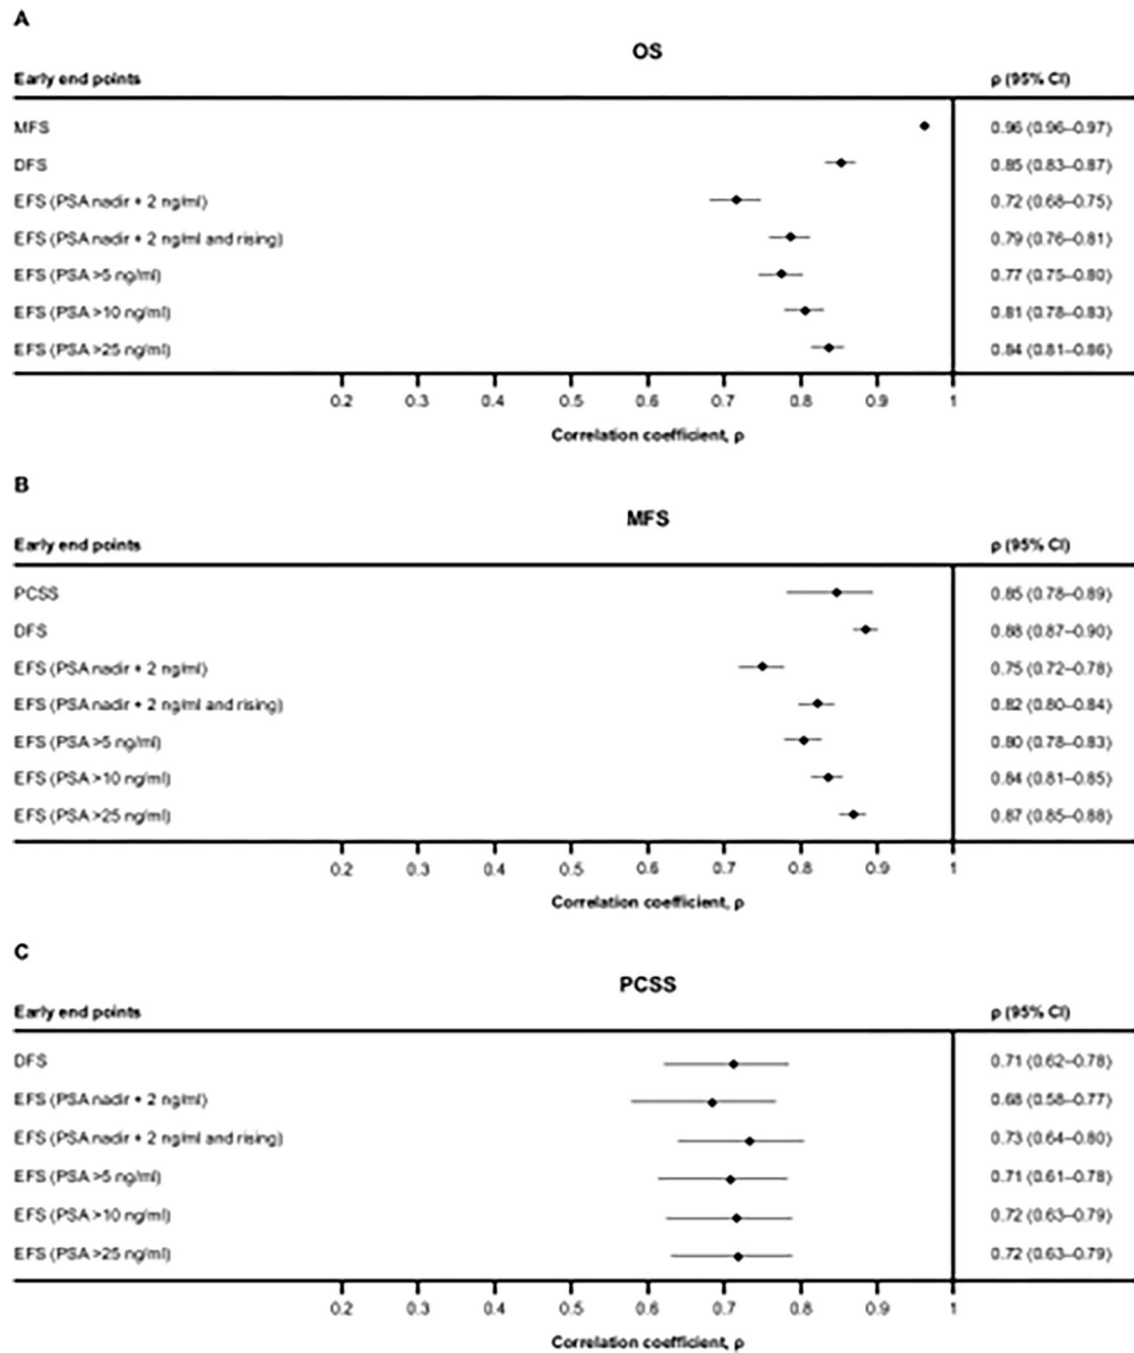 A
OS
Early end points ρ (95% CI)
MFS 0.96 (0.96–0.97)
DFS 0.85 (0.83–0.87)
EFS (PSA nadir + 2 ng/ml) 0.72 (0.68–0.75)
EFS (PSA nadir + 2 ng/ml and rising) 0.79 (0.76–0.81)
EFS (PSA >5 ng/ml) 0.77 (0.75–0.80)
EFS (PSA >10 ng/ml) 0.81 (0.78–0.83)
EFS (PSA >25 ng/ml) 0.84 (0.81–0.86)
0.2 0.3 0.4 0.5 0.6 0.7 0.8 0.9 1
Correlation coefficient, ρ
B
MFS
Early end points ρ (95% CI)
PCSS 0.85 (0.78–0.89)
DFS 0.88 (0.87–0.90)
EFS (PSA nadir + 2 ng/ml) 0.75 (0.72–0.78)
EFS (PSA nadir + 2 ng/ml and rising) 0.82 (0.80–0.84)
EFS (PSA >5 ng/ml) 0.80 (0.78–0.83)
EFS (PSA >10 ng/ml) 0.84 (0.81–0.85)
EFS (PSA >25 ng/ml) 0.87 (0.85–0.88)
0.2 0.3 0.4 0.5 0.6 0.7 0.8 0.9 1
Correlation coefficient, ρ
C
PCSS
Early end points ρ (95% CI)
DFS 0.71 (0.62–0.78)
EFS (PSA nadir + 2 ng/ml) 0.68 (0.58–0.77)
EFS (PSA nadir + 2 ng/ml and rising) 0.73 (0.64–0.80)
EFS (PSA >5 ng/ml) 0.71 (0.61–0.78)
EFS (PSA >10 ng/ml) 0.72 (0.63–0.79)
EFS (PSA >25 ng/ml) 0.72 (0.63–0.79)
0.2 0.3 0.4 0.5 0.6 0.7 0.8 0.9 1
Correlation coefficient, ρ